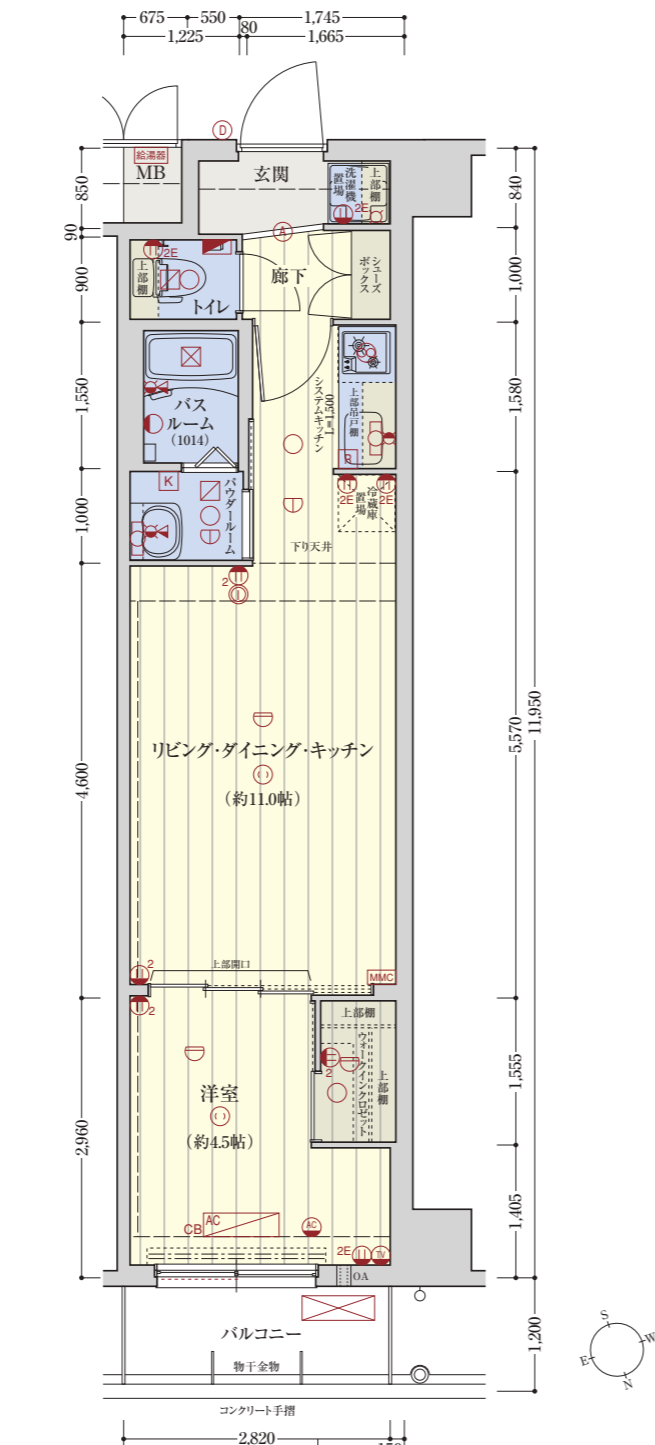 675
550
1,745
1,225
80
1,665
D
給湯器
MB
玄関
洗濯機
置場
上部棚
2E
850
840
90
A
2E
上部棚
トイレ
廊下
シューズ
ボックス
900
1,000
バス
ルーム
(1014)
システムキッチン
L=1,500
上部吊戸棚
R
1,550
1,580
K
パウダールーム
2E
2E
冷蔵庫
置場
下り天井
1,000
2
リビング・ダイニング・キッチン
(約11.0帖)
4,600
5,570
11,950
2
上部開口
MMC
2
上部棚
ウォークインクロゼット
上部棚
2
洋室
(約4.5帖)
1,555
2,960
1,405
CB
AC
AC
2E
TV
OA
バルコニー
物干金物
1,200
コンクリート手摺
S
W
E
N
2,820